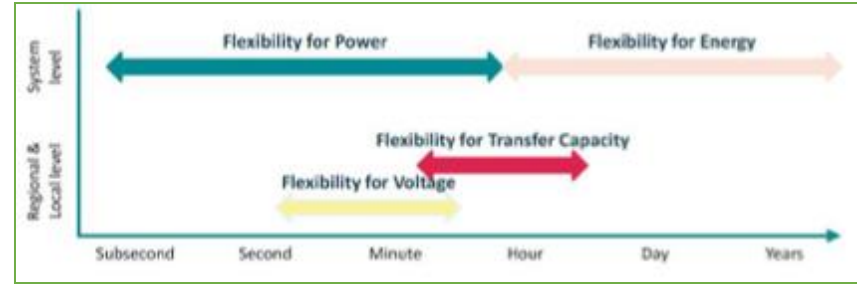 Flexibility for Power
Flexibility for Energy
System
level
Flexibility for Transfer Capacity
Flexibility for Voltage
Regional &
Local level
Subsecond
Second
Minute
Hour
Day
Years